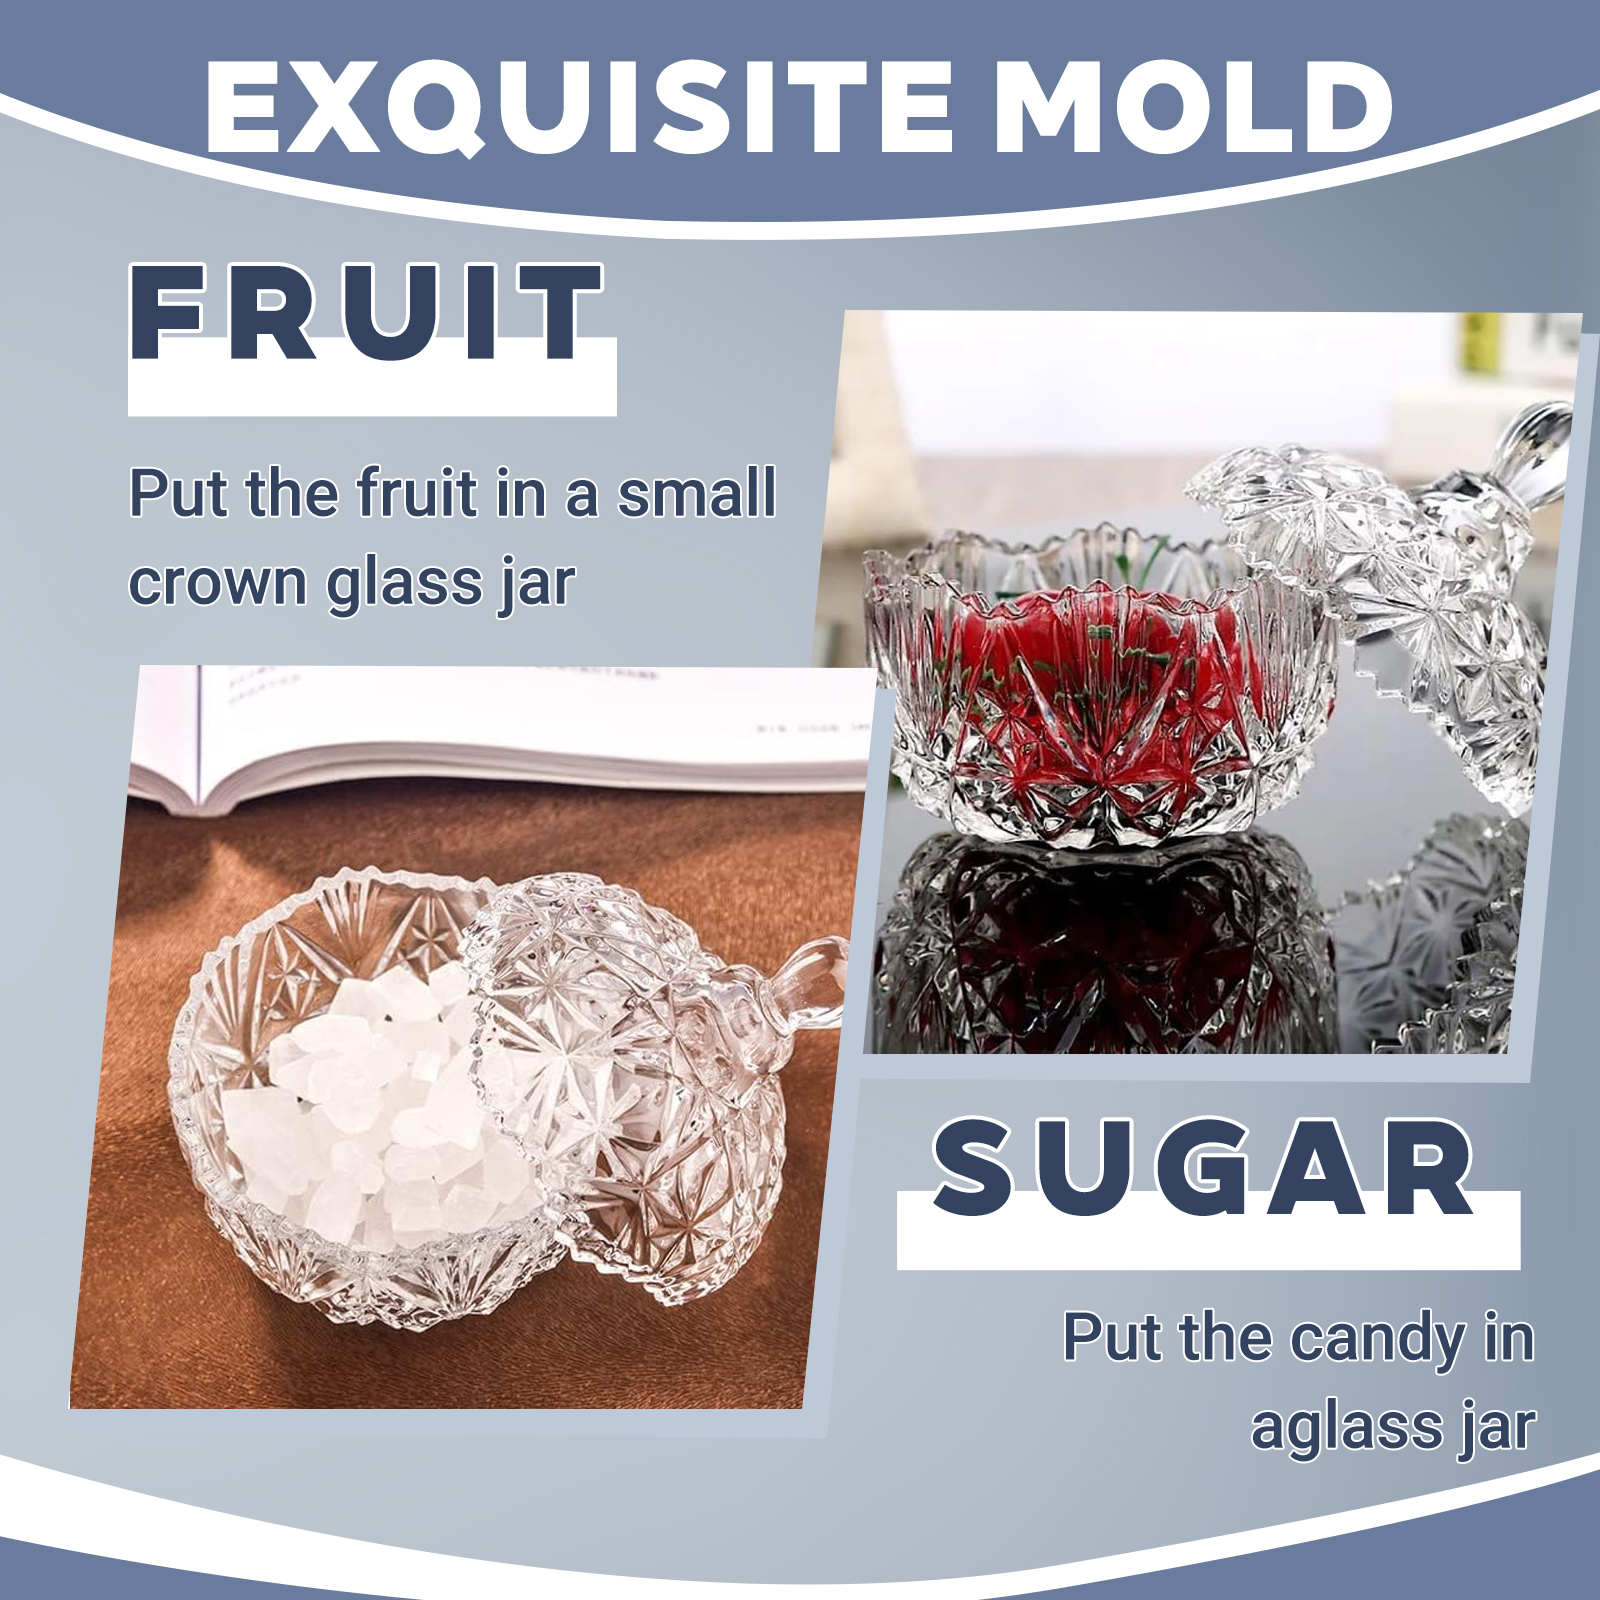 EXQUISITE MOLD
FRUIT
Put the fruit in a small
crown glass jar
SUGAR
Put the candy in
aglass jar